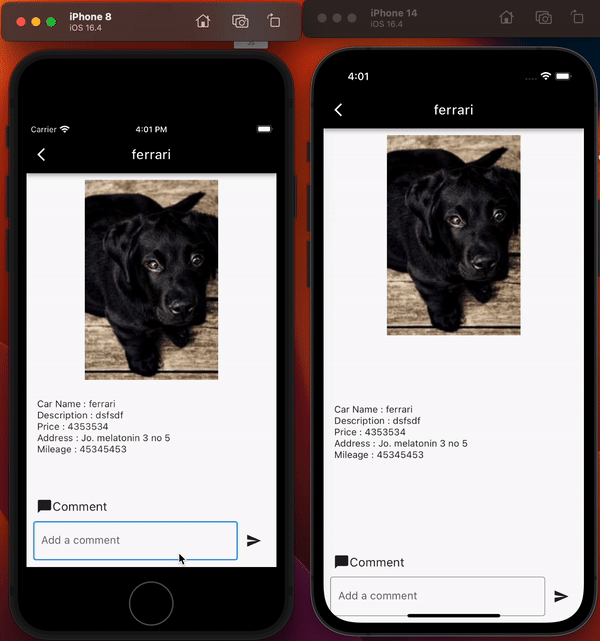 iPhone 8
iOS 16.4
Carrier
4:01 PM
ferrari
Car Name : ferrari
Description : dsfsdf
Price : 4353534
Address : Jo. melatonin 3 no 5
Mileage : 45345453
Comment
Add a comment
iPhone 14
iOS 16.4
4:01
ferrari
Car Name : ferrari
Description : dsfsdf
Price : 4353534
Address : Jo. melatonin 3 no 5
Mileage : 45345453
Comment
Add a comment